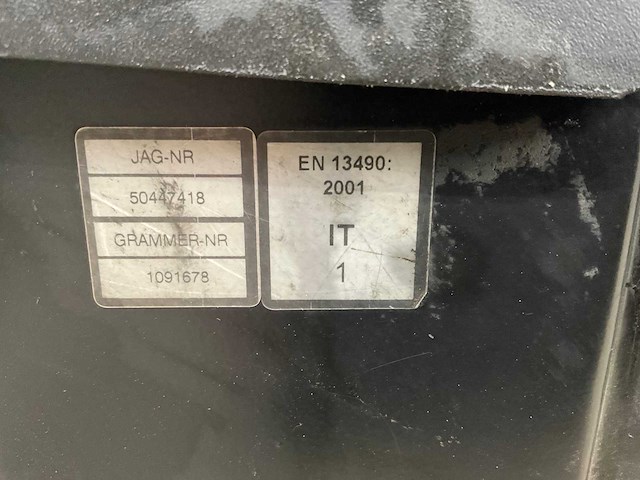 JAG-NR
50447418
GRAMMER-NR
1091678
EN 13490:
2001
IT
1